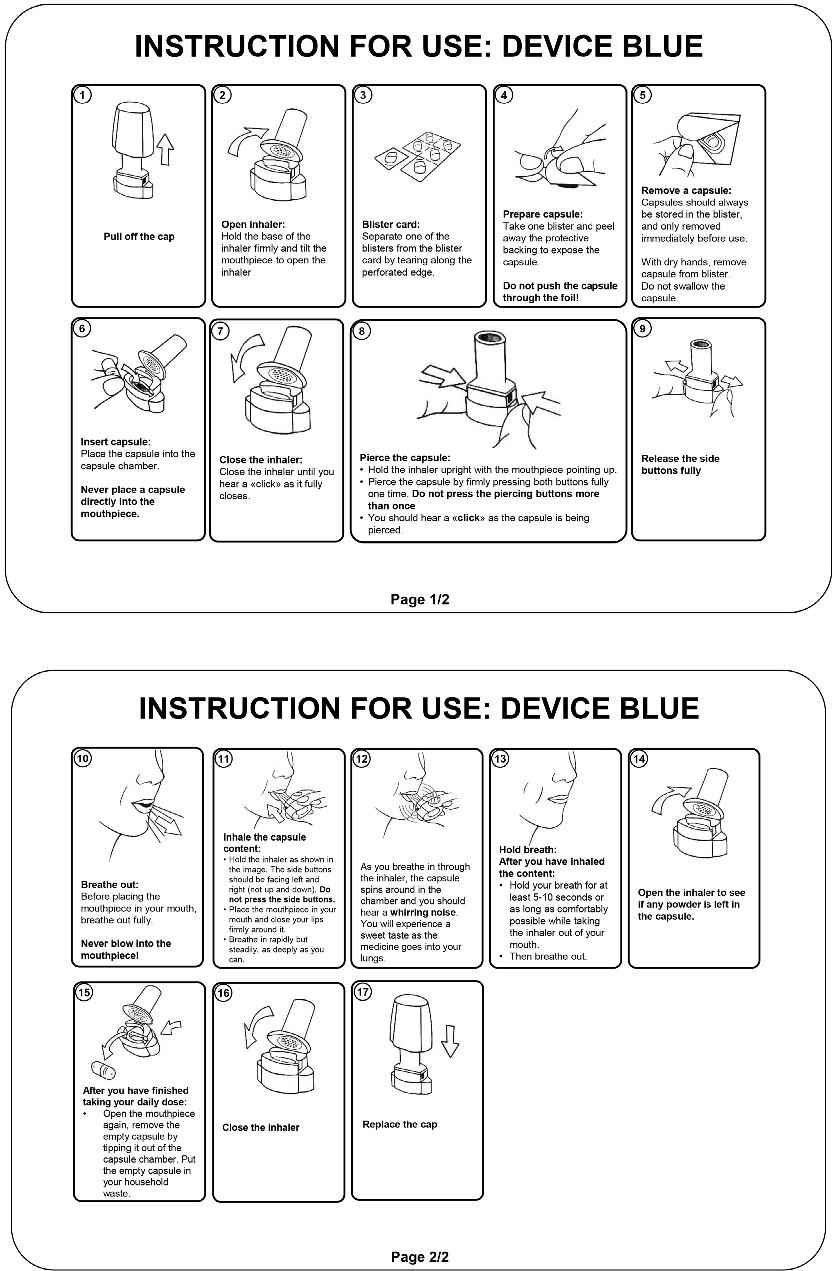 INSTRUCTION FOR USE: DEVICE BLUE
1
Pull off the cap
2
Open inhaler:
Hold the base of the
inhaler firmly and tilt the
mouthpiece to open the
inhaler
3
Blister card:
Separate one of the
blisters from the blister
card by tearing along the
perforated edge.
4
Prepare capsule:
Take one blister and peel
away the protective
backing to expose the
capsule.
Do not push the capsule
through the foil!
5
Remove a capsule:
Capsules should always
be stored in the blister,
and only removed
immediately before use.
With dry hands, remove
capsule from blister.
Do not swallow the
capsule.
6
Insert capsule:
Place the capsule into the
capsule chamber.
Never place a capsule
directly into the
mouthpiece.
7
Close the inhaler:
Close the inhaler until you
hear a «click» as it fully
closes.
8
Pierce the capsule:
• Hold the inhaler upright with the mouthpiece pointing up.
• Pierce the capsule by firmly pressing both buttons fully
one time. Do not press the piercing buttons more
than once
• You should hear a «click» as the capsule is being
pierced.
9
Release the side
buttons fully
Page 1/2
INSTRUCTION FOR USE: DEVICE BLUE
10
Breathe out:
Before placing the
mouthpiece in your mouth,
breathe out fully.
Never blow into the
mouthpiece!
11
Inhale the capsule
content:
• Hold the inhaler as shown in
the image. The side buttons
should be facing left and
right (not up and down). Do
not press the side buttons.
• Place the mouthpiece in your
mouth and close your lips
firmly around it.
• Breathe in rapidly but
steadily, as deeply as you
can.
12
As you breathe in through
the inhaler, the capsule
spins around in the
chamber and you should
hear a whirring noise.
You will experience a
sweet taste as the
medicine goes into your
lungs.
13
Hold breath:
After you have inhaled
the content:
• Hold your breath for at
least 5-10 seconds or
as long as comfortably
possible while taking
the inhaler out of your
mouth.
• Then breathe out.
14
Open the inhaler to see
if any powder is left in
the capsule.
15
After you have finished
taking your daily dose:
• Open the mouthpiece
again, remove the
empty capsule by
tipping it out of the
capsule chamber. Put
the empty capsule in
your household
waste.
16
Close the inhaler
17
Replace the cap
Page 2/2